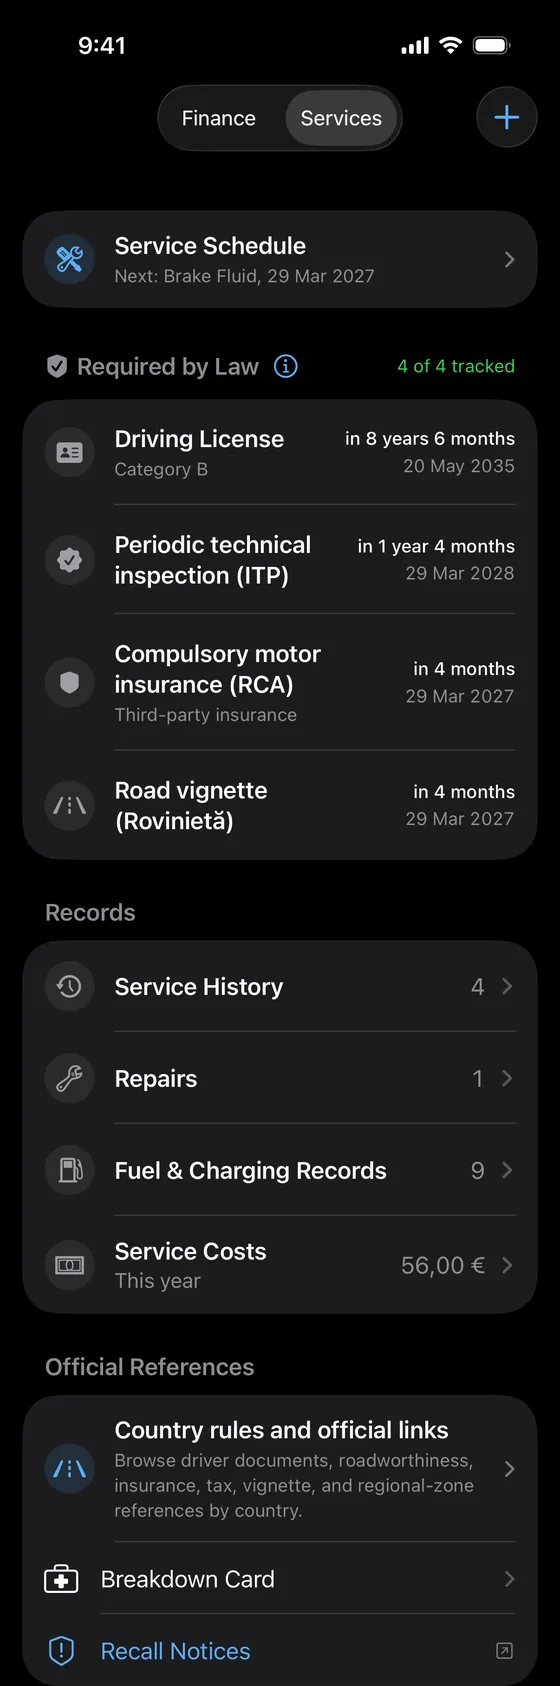 9:41
Finance
Services
Service Schedule
Next: Brake Fluid, 29 Mar 2027
Required by Law
4 of 4 tracked
Driving License
Category B
in 8 years 6 months
20 May 2035
Periodic technical
inspection (ITP)
in 1 year 4 months
29 Mar 2028
Compulsory motor
insurance (RCA)
Third-party insurance
in 4 months
29 Mar 2027
Road vignette
(Rovinietă)
in 4 months
29 Mar 2027
Records
Service History
4
Repairs
1
Fuel & Charging Records
9
Service Costs
This year
56,00 €
Official References
Country rules and official links
Browse driver documents, roadworthiness,
insurance, tax, vignette, and regional-zone
references by country.
Breakdown Card
Recall Notices